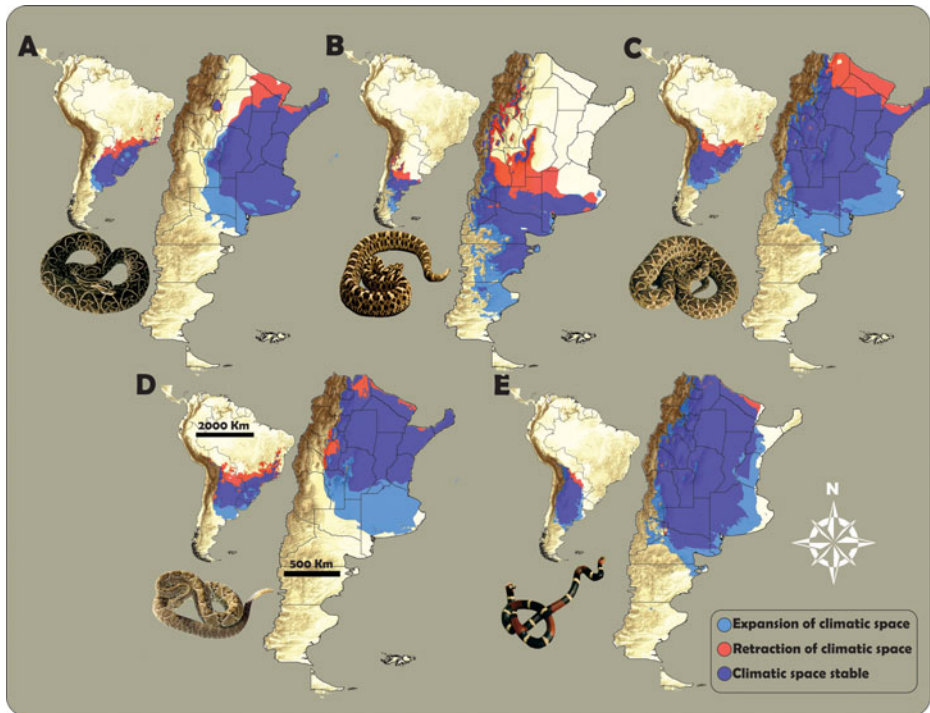 A
B
C
D
E
2000 Km
500 Km
N
Expansion of climatic space
Retraction of climatic space
Climatic space stable